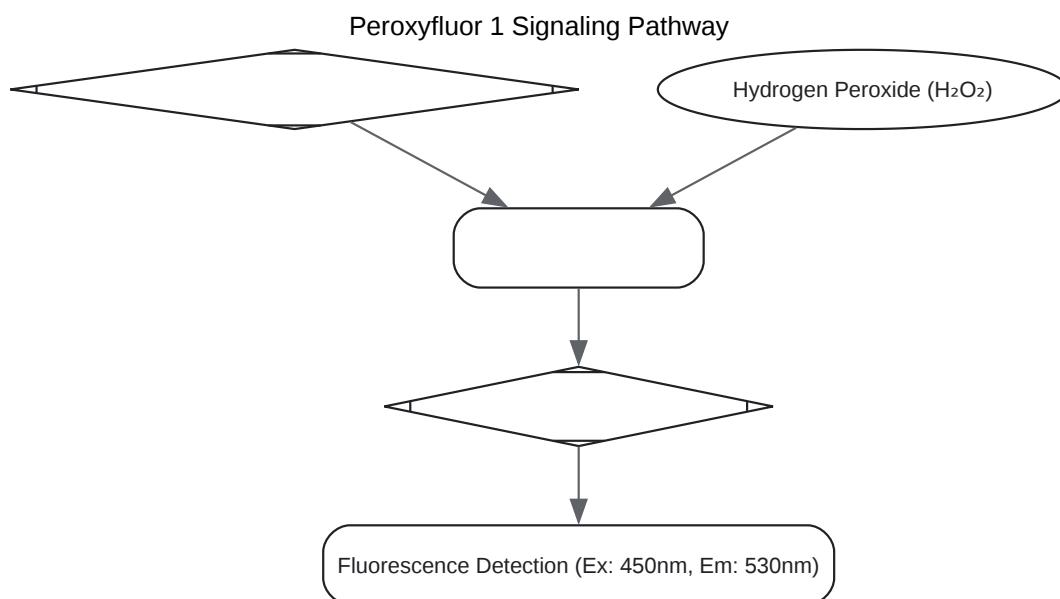 Peroxyfluor 1 Signaling Pathway
Hydrogen Peroxide (H₂O₂)
Fluorescence Detection (Ex: 450nm, Em: 530nm)